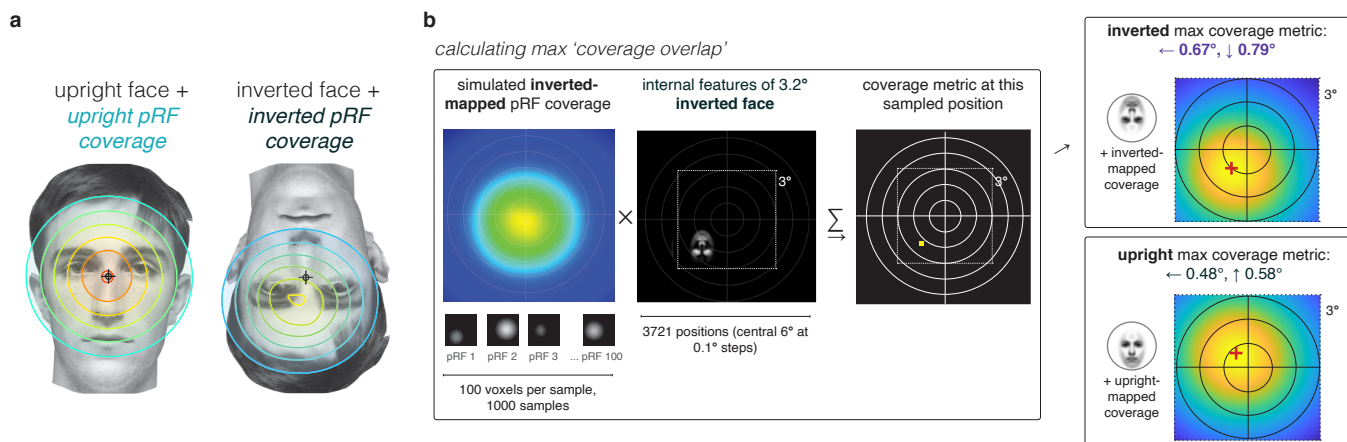 a
upright face +
upright pRF
coverage
inverted face +
inverted pRF
coverage
b
calculating max 'coverage overlap'
simulated inverted-
mapped pRF coverage
internal features of 3.2°
inverted face
coverage metric at this
sampled position
×
3°
∑
→
3°
pRF 1
pRF 2
pRF 3
... pRF 100
100 voxels per sample,
1000 samples
3721 positions (central 6° at
0.1° steps)
→
inverted max coverage metric:
← 0.67°, ↓ 0.79°
3°
+ inverted-
mapped
coverage
upright max coverage metric:
← 0.48°, ↑ 0.58°
3°
+ upright-
mapped
coverage